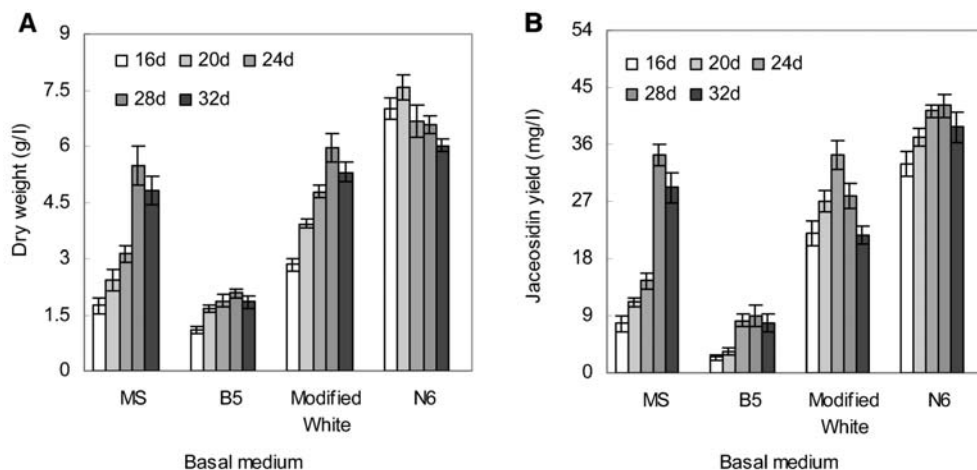 A
Dry weight (g/l)
9
7.5
6
4.5
3
1.5
0
16d 20d 24d
28d 32d
MS B5 Modified White N6
Basal medium
B
Jaceosidin yield (mg/l)
54
45
36
27
18
9
0
16d 20d 24d
28d 32d
MS B5 Modified White N6
Basal medium